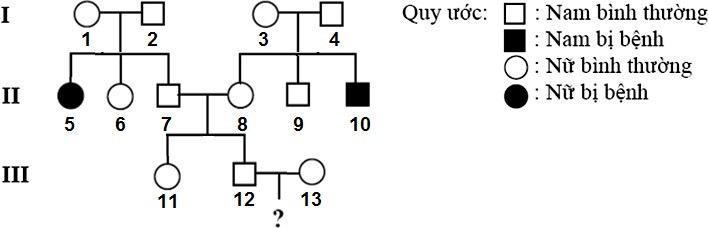 I
1 2 3 4
II
5 6 7 8 9 10
III
11 12 13
?
Quy ước: : Nam bình thường
: Nam bị bệnh
: Nữ bình thường
: Nữ bị bệnh